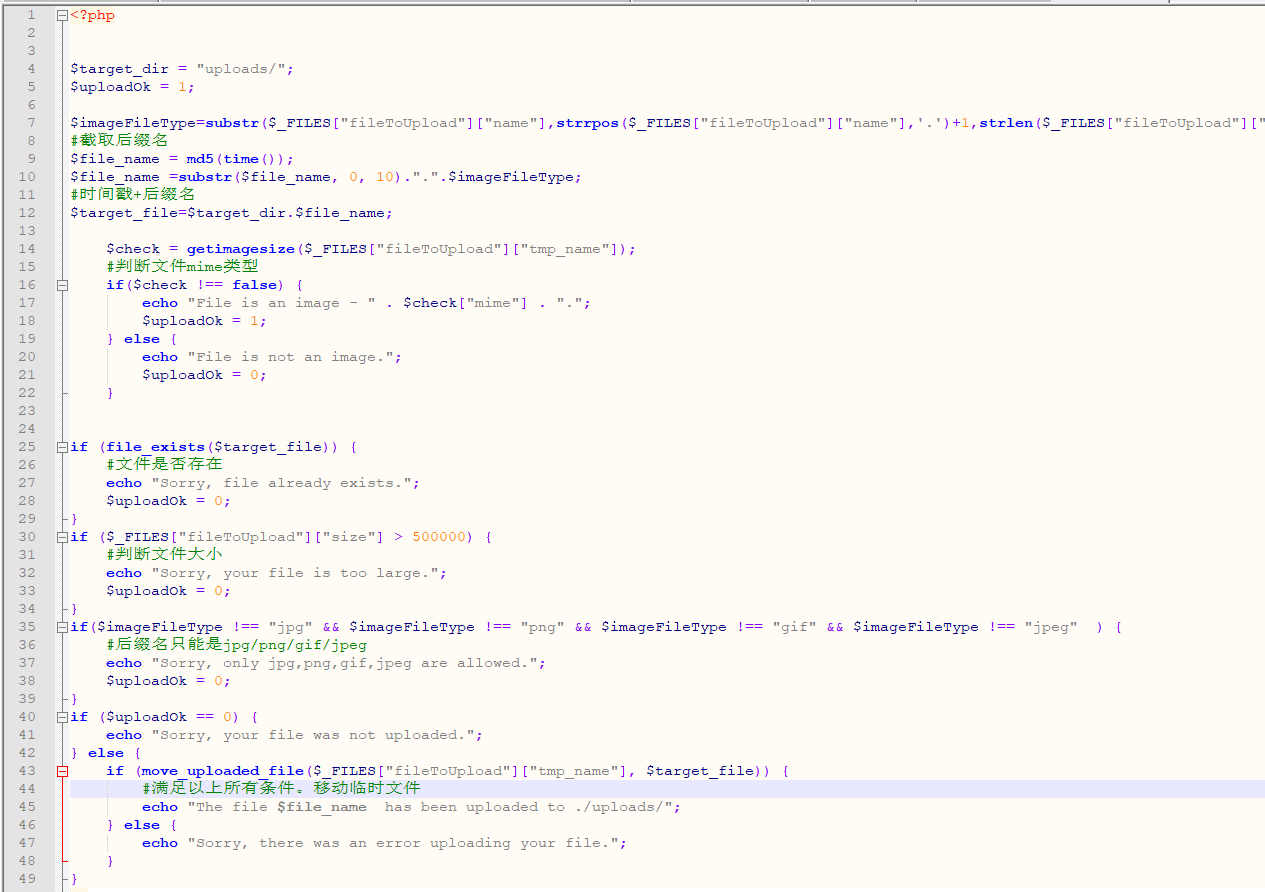 1 <?php
2
3
4 $target_dir = "uploads/";
5 $uploadOk = 1;
6
7 $imageFileType=substr($_FILES["fileToUpload"]["name"],strrpos($_FILES["fileToUpload"]["name"],'.')+1,strlen($_FILES["fileToUpload"]["
8 #截取后缀名
9 $file_name = md5(time());
10 $file_name =substr($file_name, 0, 10).".".$imageFileType;
11 #时间戳+后缀名
12 $target_file=$target_dir.$file_name;
13
14     $check = getimagesize($_FILES["fileToUpload"]["tmp_name"]);
15     #判断文件mime类型
16     if($check !== false) {
17         echo "File is an image - " . $check["mime"] . ".";
18         $uploadOk = 1;
19     } else {
20         echo "File is not an image.";
21         $uploadOk = 0;
22     }
23
24
25 if (file_exists($target_file)) {
26     #文件是否存在
27     echo "Sorry, file already exists.";
28     $uploadOk = 0;
29 }
30 if ($_FILES["fileToUpload"]["size"] > 500000) {
31     #判断文件大小
32     echo "Sorry, your file is too large.";
33     $uploadOk = 0;
34 }
35 if($imageFileType !== "jpg" && $imageFileType !== "png" && $imageFileType !== "gif" && $imageFileType !== "jpeg"  ) {
36     #后缀名只能是jpg/png/gif/jpeg
37     echo "Sorry, only jpg,png,gif,jpeg are allowed.";
38     $uploadOk = 0;
39 }
40 if ($uploadOk == 0) {
41     echo "Sorry, your file was not uploaded.";
42 } else {
43     if (move_uploaded_file($_FILES["fileToUpload"]["tmp_name"], $target_file)) {
44         #满足以上所有条件。移动临时文件
45         echo "The file $file_name  has been uploaded to ./uploads/";
46     } else {
47         echo "Sorry, there was an error uploading your file.";
48     }
49 }